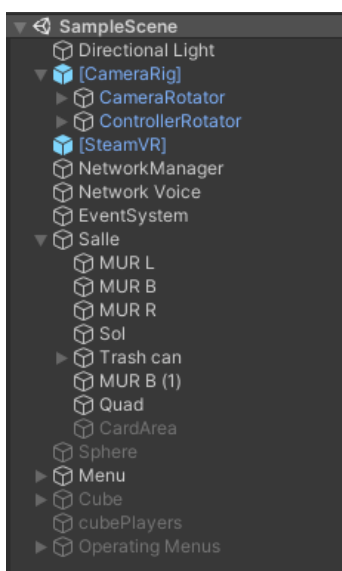 SampleScene
Directional Light
[CameraRig]
CameraRotator
ControllerRotator
[SteamVR]
NetworkManager
Network Voice
EventSystem
Salle
MUR L
MUR B
MUR R
Sol
Trash can
MUR B (1)
Quad
CardArea
Sphere
Menu
Cube
cubePlayers
Operating Menus